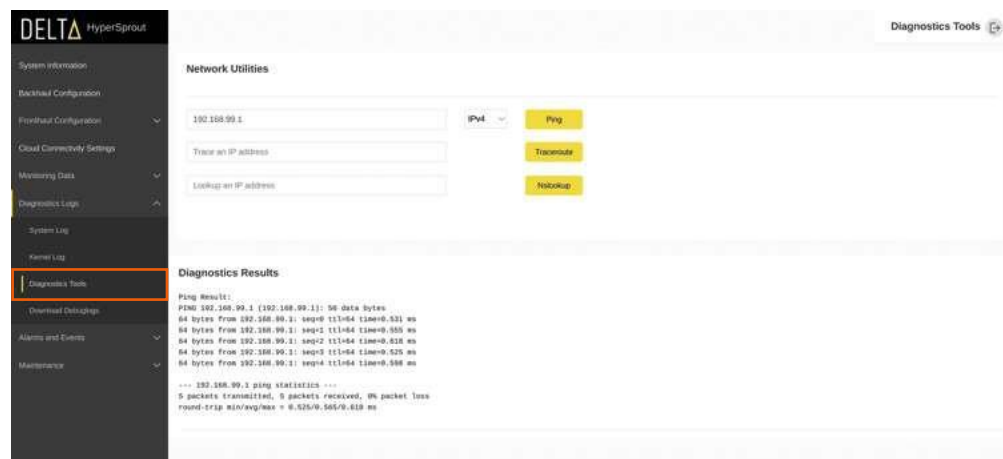 DELTA HyperSprout
Diagnostics Tools
System Information
Backhaul Configuration
Fronthaul Configuration
Cloud Connectivity Settings
Monitoring Data
Diagnostics Logs
System Log
Kernel Log
Diagnostics Tools
Download Debuglogs
Alarms and Events
Maintenance
Network Utilities
192.168.99.1 IPv4 Ping
Trace an IP address Traceroute
Lookup an IP address Nslookup
Diagnostics Results
Ping Result:
PING 192.168.99.1 (192.168.99.1): 56 data bytes
64 bytes from 192.168.99.1: seq=0 ttl=64 time=0.531 ms
64 bytes from 192.168.99.1: seq=1 ttl=64 time=0.555 ms
64 bytes from 192.168.99.1: seq=2 ttl=64 time=0.618 ms
64 bytes from 192.168.99.1: seq=3 ttl=64 time=0.525 ms
64 bytes from 192.168.99.1: seq=4 ttl=64 time=0.598 ms
--- 192.168.99.1 ping statistics ---
5 packets transmitted, 5 packets received, 0% packet loss
round-trip min/avg/max = 0.525/0.565/0.618 ms